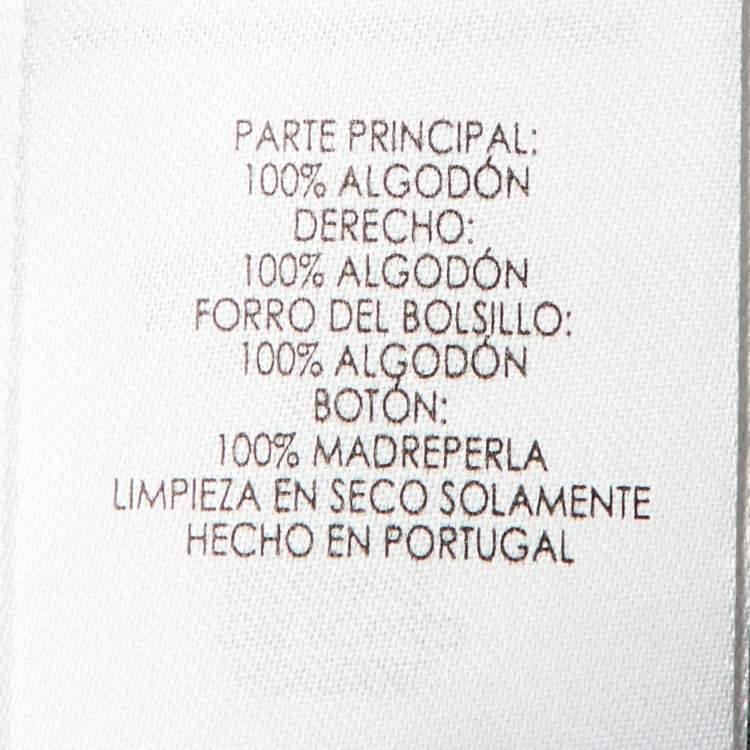 PARTE PRINCIPAL:
100% ALGODÓN
DERECHO:
100% ALGODÓN
FORRO DEL BOLSILLO:
100% ALGODÓN
BOTÓN:
100% MADREPERLA
LIMPIEZA EN SECO SOLAMENTE
HECHO EN PORTUGAL